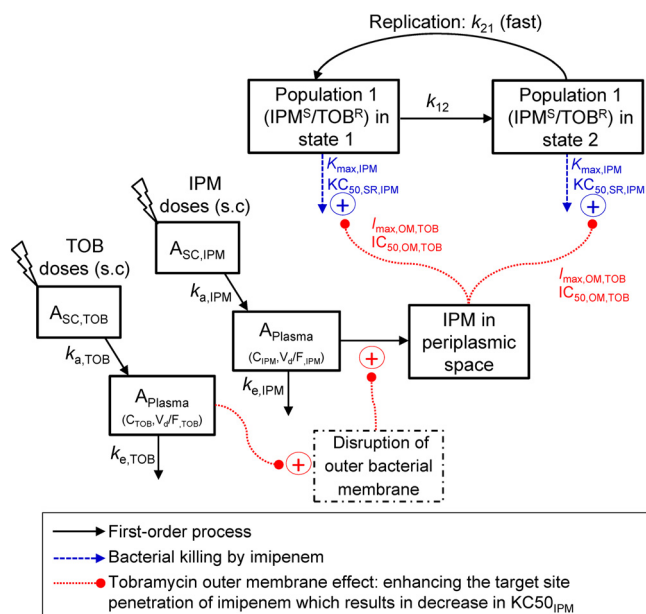 Replication: k21 (fast)
Population 1
(IPM^S/TOB^R) in
state 1
k12
Population 1
(IPM^S/TOB^R) in
state 2
Kmax,IPM
KC50,SR,IPM
+
Kmax,IPM
KC50,SR,IPM
+
Imax,OM,TOB
IC50,OM,TOB
Imax,OM,TOB
IC50,OM,TOB
IPM
doses (s.c)
ASC,IPM
ka,IPM
TOB
doses (s.c)
ASC,TOB
ka,TOB
APlasma
(CIPM,Vd/F,IPM)
ke,IPM
+
IPM in
periplasmic
space
APlasma
(CTOB,Vd/F,TOB)
ke,TOB
+
Disruption of
outer bacterial
membrane
First-order process
Bacterial killing by imipenem
Tobramycin outer membrane effect: enhancing the target site
penetration of imipenem which results in decrease in KC50IPM